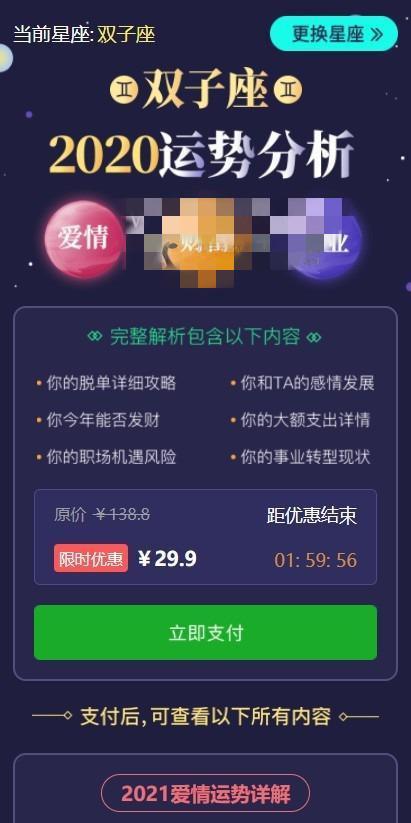 当前星座:双子座
更换星座
双子座
2020运势分析
爱情
业
完整解析包含以下内容
你的脱单详细攻略
你和TA的感情发展
你今年能否发财
你的大额支出详情
你的职场机遇风险
你的事业转型现状
原价 ¥138.8
距优惠结束
限时优惠 ¥29.9
01: 59: 56
立即支付
支付后,可查看以下所有内容
2021爱情运势详解